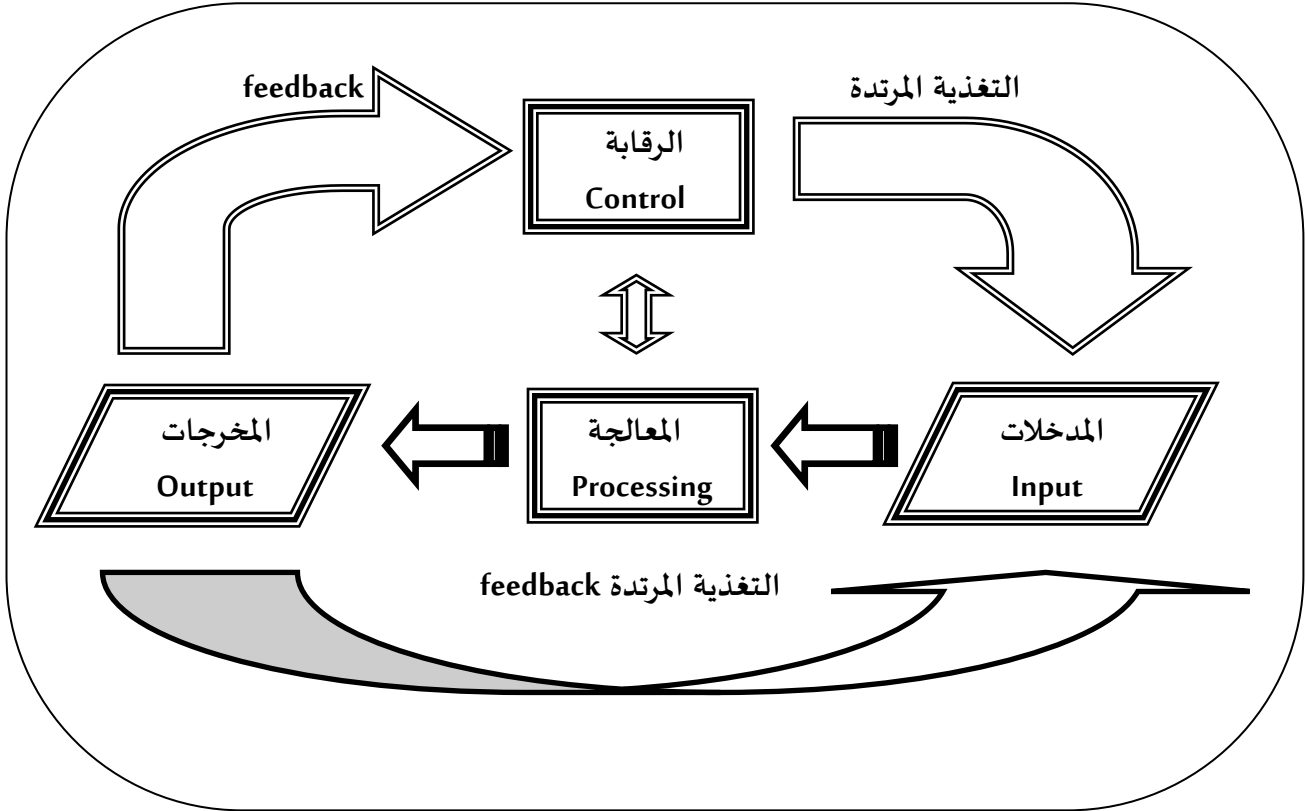 التغذية المرتدة
feedback
الرقابة
Control
المدخلات
Input
المعالجة
Processing
المخرجات
Output
التغذية المرتدة feedback